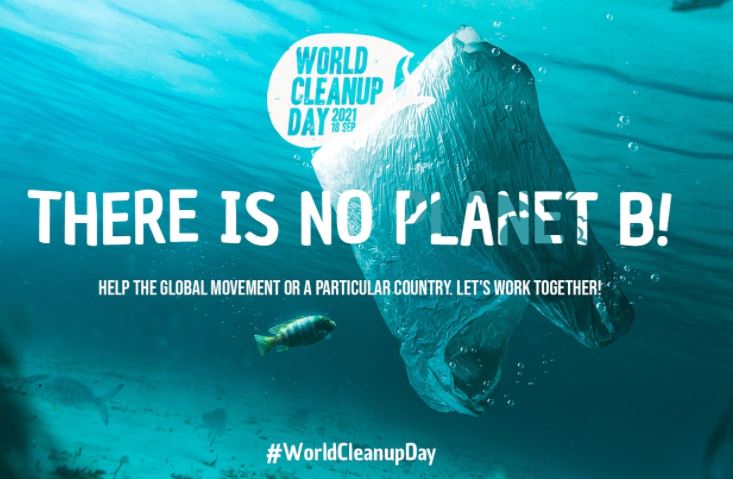 WORLD
CLEANUP
DAY 2021
18 SEP
THERE IS NO PLANET B!
HELP THE GLOBAL MOVEMENT OR A PARTICULAR COUNTRY. LET'S WORK TOGETHER!
#WorldCleanupDay